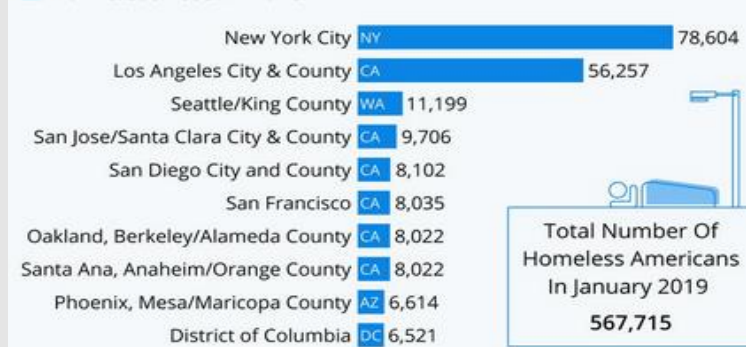 New York City NY 78,604
Los Angeles City & County CA 56,257
Seattle/King County WA 11,199
San Jose/Santa Clara City & County CA 9,706
San Diego City and County CA 8,102
San Francisco CA 8,035
Oakland, Berkeley/Alameda County CA 8,022
Santa Ana, Anaheim/Orange County CA 8,022
Phoenix, Mesa/Maricopa County AZ 6,614
District of Columbia DC 6,521
Total Number Of
Homeless Americans
In January 2019
567,715